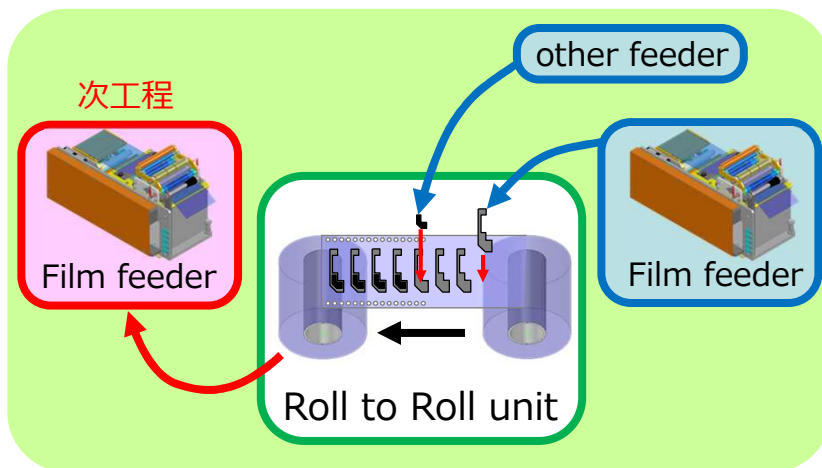 other feeder
次工程
Film feeder
Film feeder
Roll to Roll unit